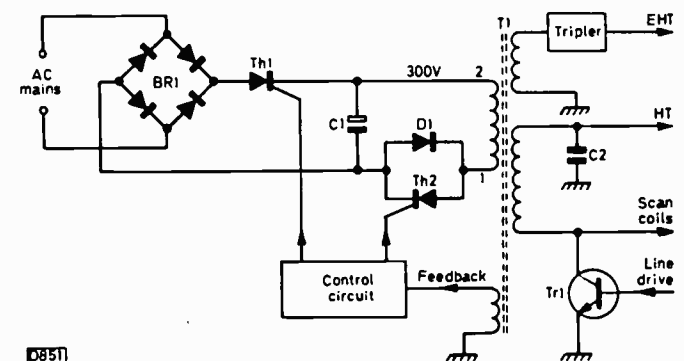 T1
Tripler
EHT
AC
mains
BR1
Th1
300V
2
C1
D1
HT
C2
1
Th2
Scan
coils
Control
circuit
Feedback
Tr1
Line
drive
D851